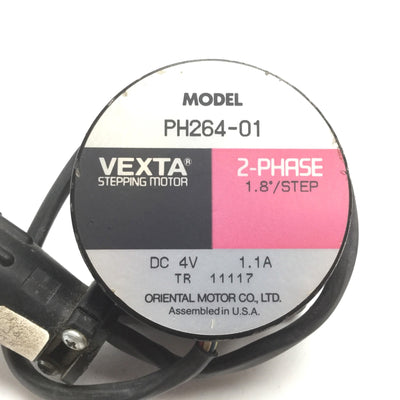 MODEL
PH264-01
VEXTA®
STEPPING MOTOR
2-PHASE
1.8°/STEP
DC 4V 1.1A
TR 11117
ORIENTAL MOTOR CO., LTD.
Assembled in U.S.A.